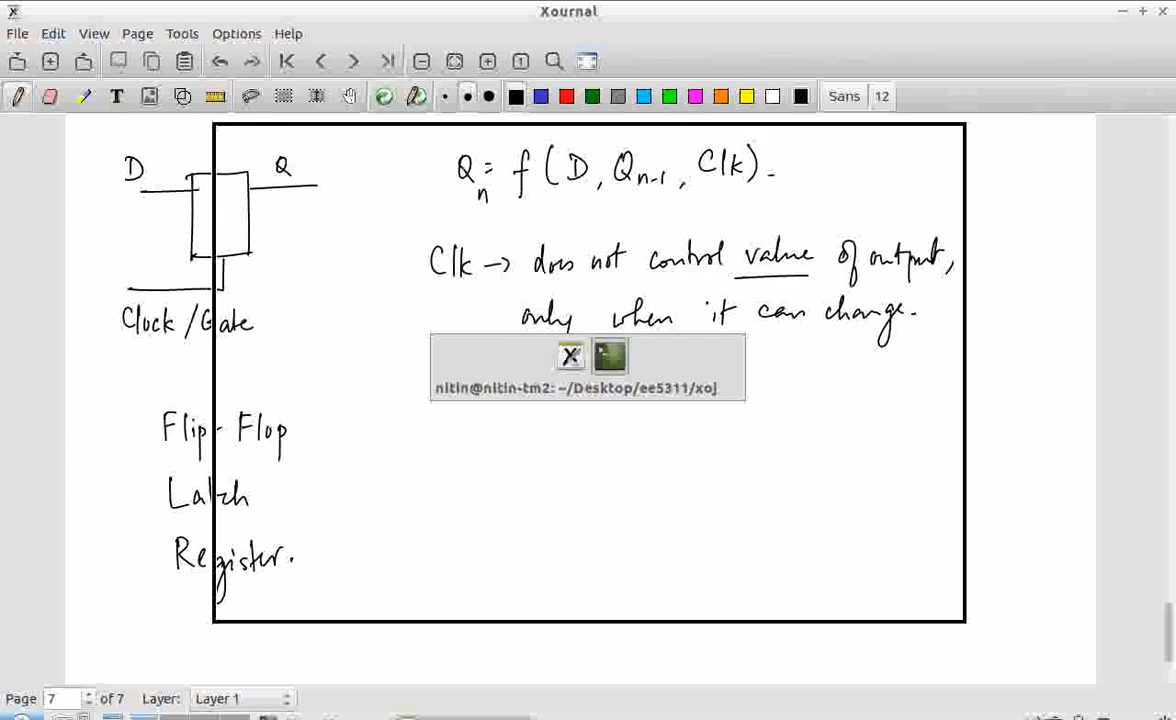 Xournal
File Edit View Page Tools Options Help
Sans 12
D Q
Clock/Gate
Qn = f(D, Qn-1, Clk).
Clk → does not control value of output,
only when it can change.
nitin@nitin-tm2: ~/Desktop/ee5311/xoj
Flip-Flop
Latch
Register.
Page 7 of 7 Layer: Layer 1